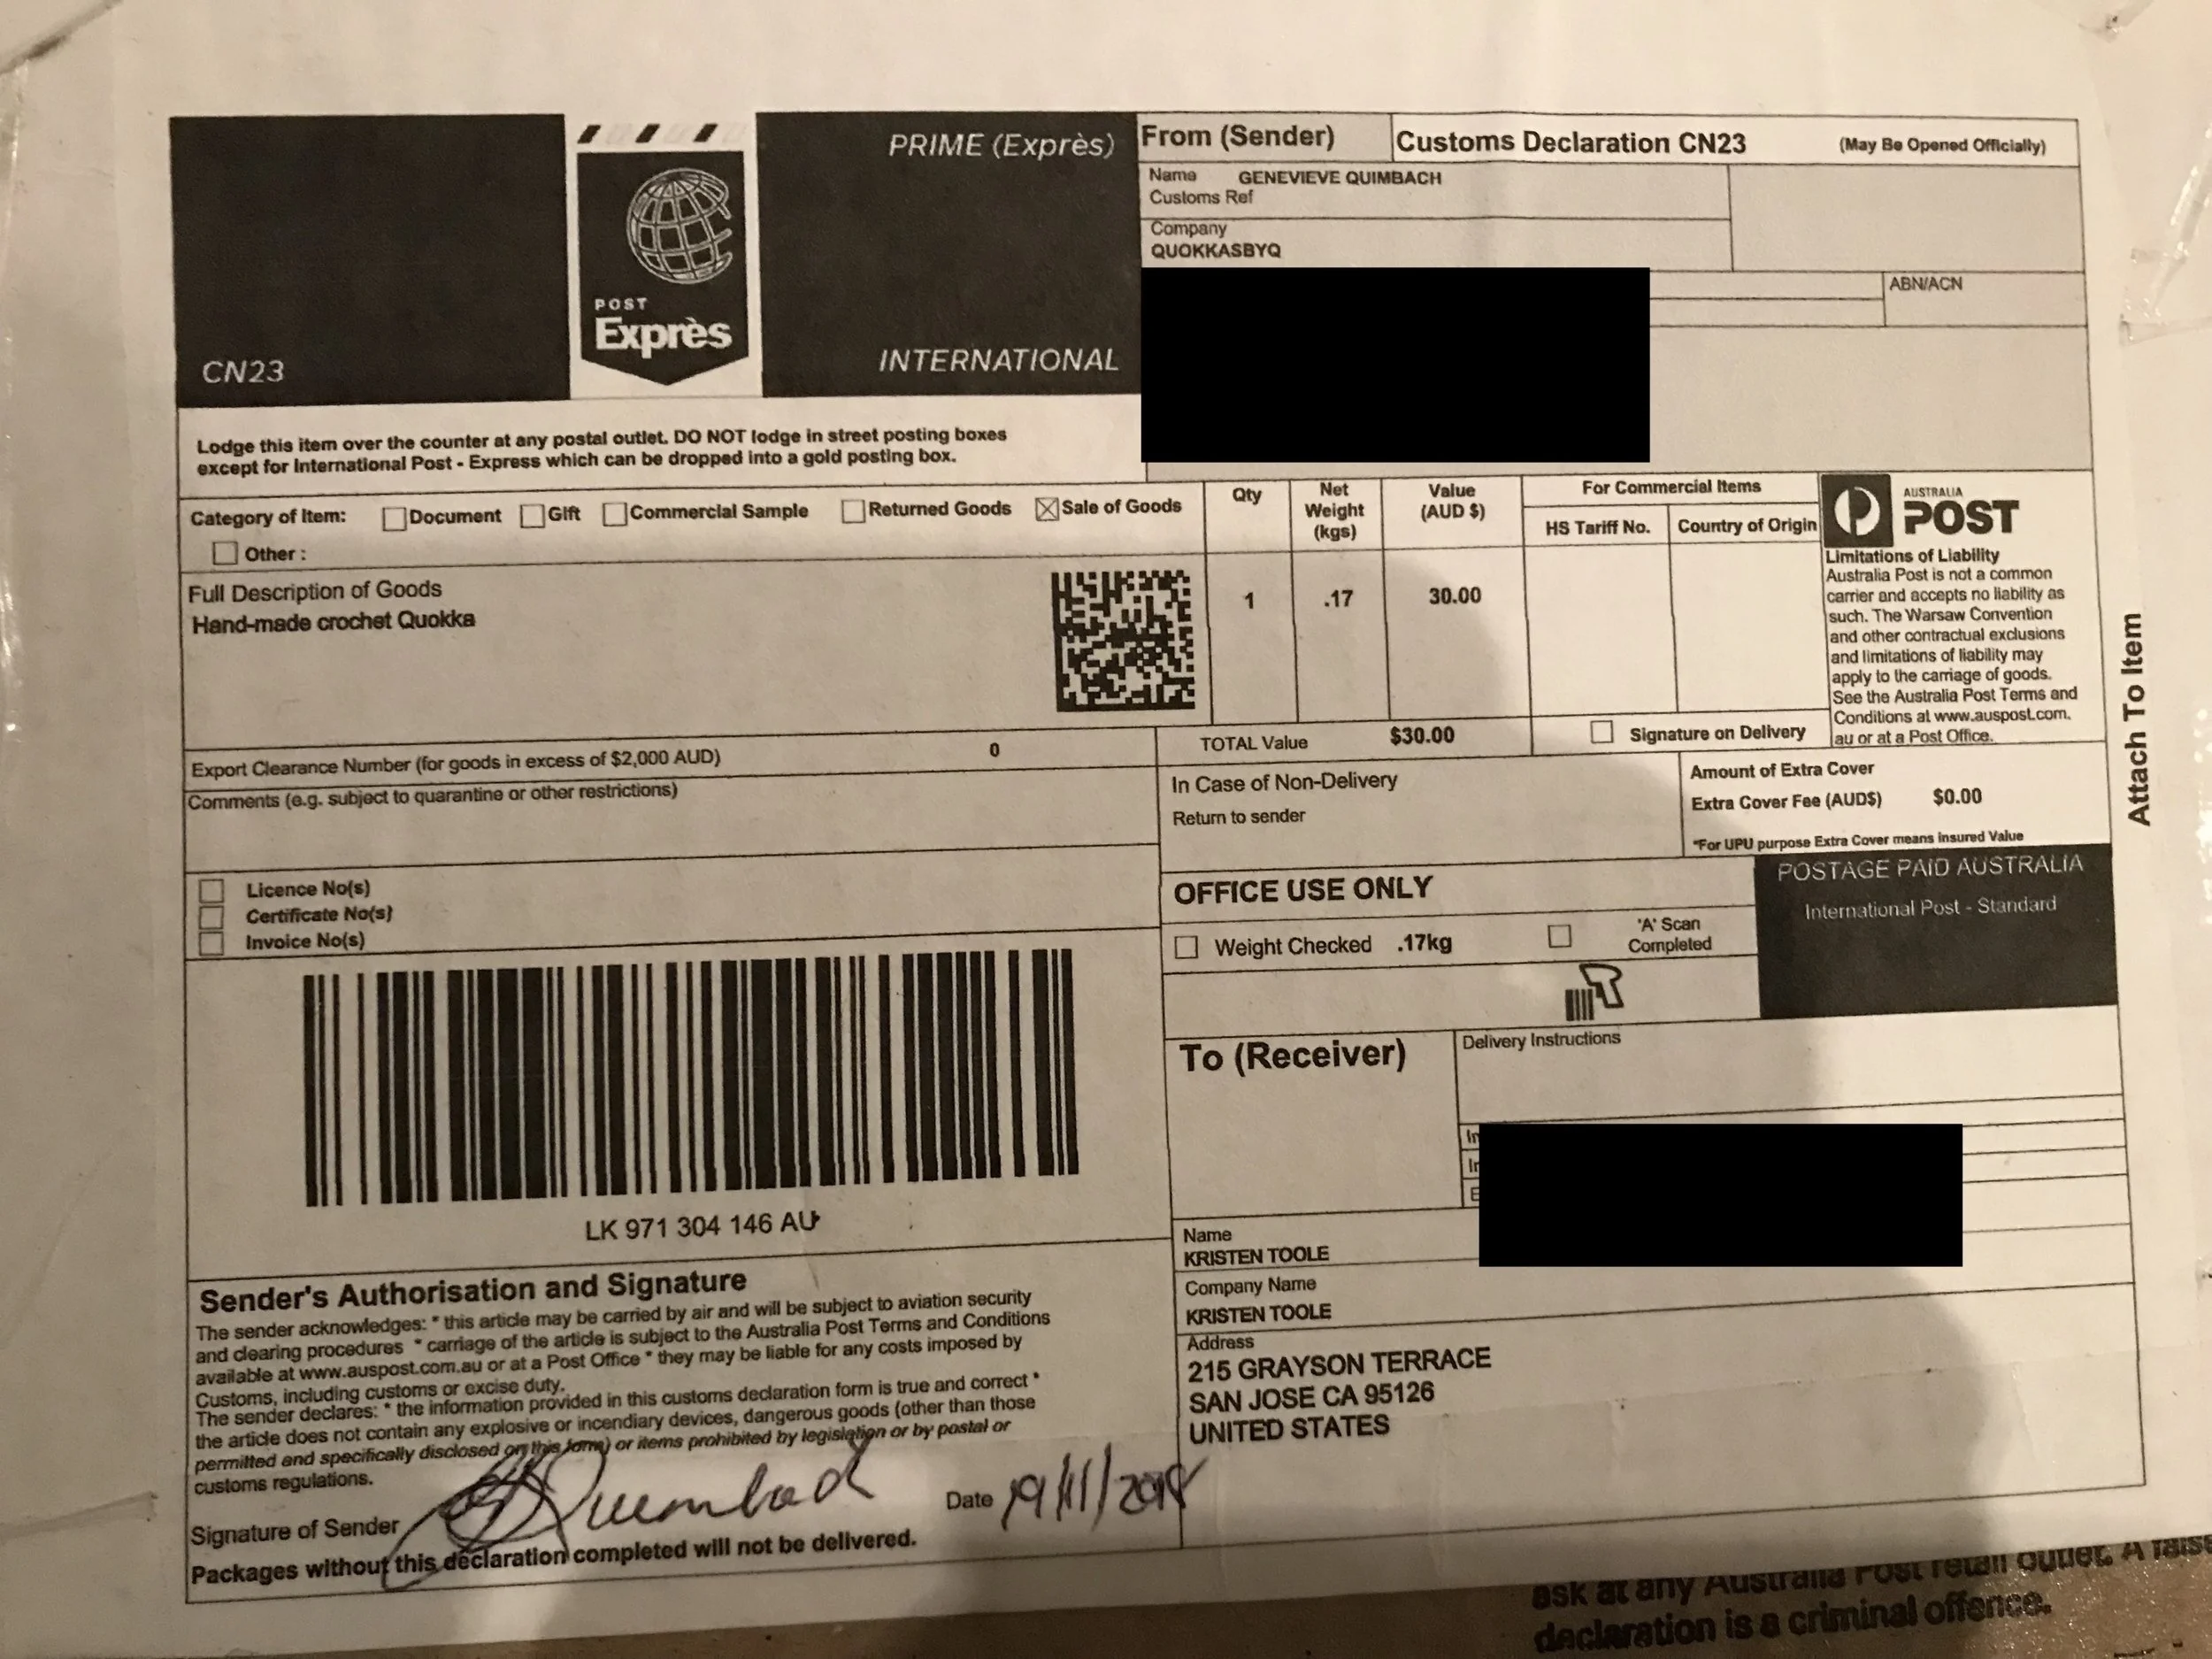 CN23
POST
Exprès
PRIME (Exprès)
INTERNATIONAL
From (Sender)
Customs Declaration CN23
(May Be Opened Officially)
Name GENEVIEVE QUIMBACH
Customs Ref
Company
QUOKKASBYQ
ABN/ACN
Lodge this item over the counter at any postal outlet. DO NOT lodge in street posting boxes
except for International Post - Express which can be dropped into a gold posting box.
Category of Item: Document Gift Commercial Sample Returned Goods Sale of Goods
Other :
Qty
Net
Weight
(kgs)
Value
(AUD $)
For Commercial Items
HS Tariff No. Country of Origin
AUSTRALIA
POST
Full Description of Goods
Hand-made crochet Quokka
1 .17 30.00
Limitations of Liability
Australia Post is not a common
carrier and accepts no liability as
such. The Warsaw Convention
and other contractual exclusions
and limitations of liability may
apply to the carriage of goods.
See the Australia Post Terms and
Conditions at www.auspost.com.
au or at a Post Office.
Attach To Item
Export Clearance Number (for goods in excess of $2,000 AUD) 0
TOTAL Value $30.00
Signature on Delivery
Comments (e.g. subject to quarantine or other restrictions)
In Case of Non-Delivery
Return to sender
Amount of Extra Cover
Extra Cover Fee (AUD$) $0.00
*For UPU purpose Extra Cover means Insured Value
Licence No(s)
Certificate No(s)
Invoice No(s)
OFFICE USE ONLY
Weight Checked .17kg
'A' Scan
Completed
POSTAGE PAID AUSTRALIA
International Post - Standard
LK 971 304 146 AU
To (Receiver)
Delivery Instructions
Name
KRISTEN TOOLE
Company Name
KRISTEN TOOLE
Address
215 GRAYSON TERRACE
SAN JOSE CA 95126
UNITED STATES
Sender's Authorisation and Signature
The sender acknowledges: * this article may be carried by air and will be subject to aviation security
and clearing procedures * carriage of the article is subject to the Australia Post Terms and Conditions
available at www.auspost.com.au or at a Post Office * they may be liable for any costs imposed by
Customs, including customs or excise duty.
The sender declares: * the information provided in this customs declaration form is true and correct *
the article does not contain any explosive or incendiary devices, dangerous goods (other than those
permitted and specifically disclosed on this form) or items prohibited by legislation or by postal or
customs regulations.
Signature of Sender
Date 19/11/2018
Packages without this declaration completed will not be delivered.
ask at any Australia Post retail outlet. A false
declaration is a criminal offence.